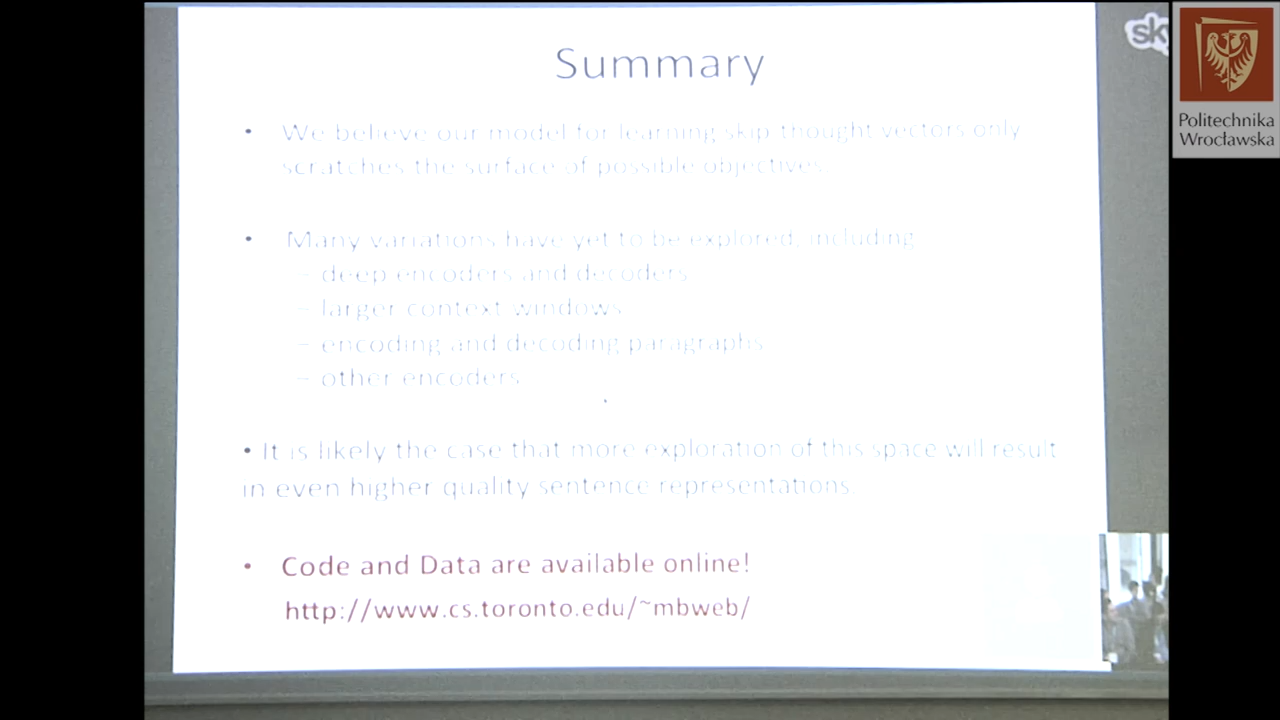 Summary
• We believe our model for learning skip thought vectors only
scratches the surface of possible objectives.
• Many variations have yet to be explored, including
– deep encoders and decoders
– larger context windows
– encoding and decoding paragraphs
– other encoders
• It is likely the case that more exploration of this space will result
in even higher quality sentence representations.
• Code and Data are available online!
http://www.cs.toronto.edu/~mbweb/
sk
Politechnika
Wrocławska